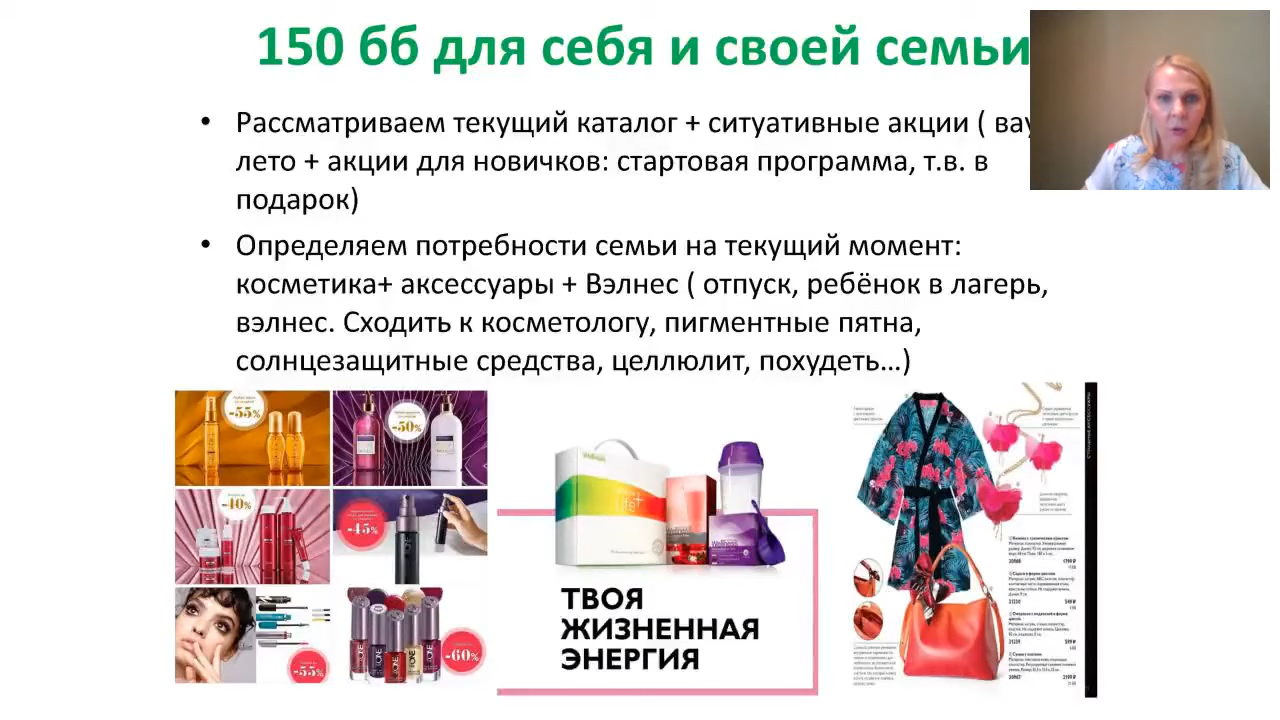 150 бб для себя и своей семьи
• Рассматриваем текущий каталог + ситуативные акции ( вау
лето + акции для новичков: стартовая программа, т.в. в
подарок)
• Определяем потребности семьи на текущий момент:
косметика+ аксессуары + Вэлнес ( отпуск, ребёнок в лагерь,
вэлнес. Сходить к косметологу, пигментные пятна,
солнцезащитные средства, целлюлит, похудеть…)
-55%
-50%
-40%
-45%
-55%
-60%
Wellness
ТВОЯ
ЖИЗНЕННАЯ
ЭНЕРГИЯ